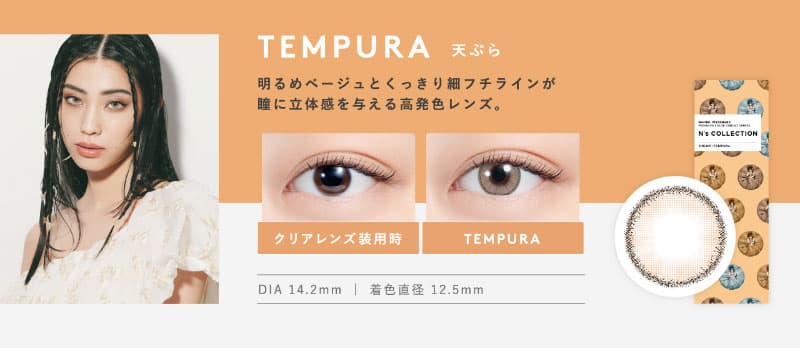 TEMPURA 天ぷら
明るめベージュとくっきり細フチラインが
瞳に立体感を与える高発色レンズ。
クリアレンズ装用時
TEMPURA
DIA 14.2mm | 着色直径 12.5mm
N's COLLECTION